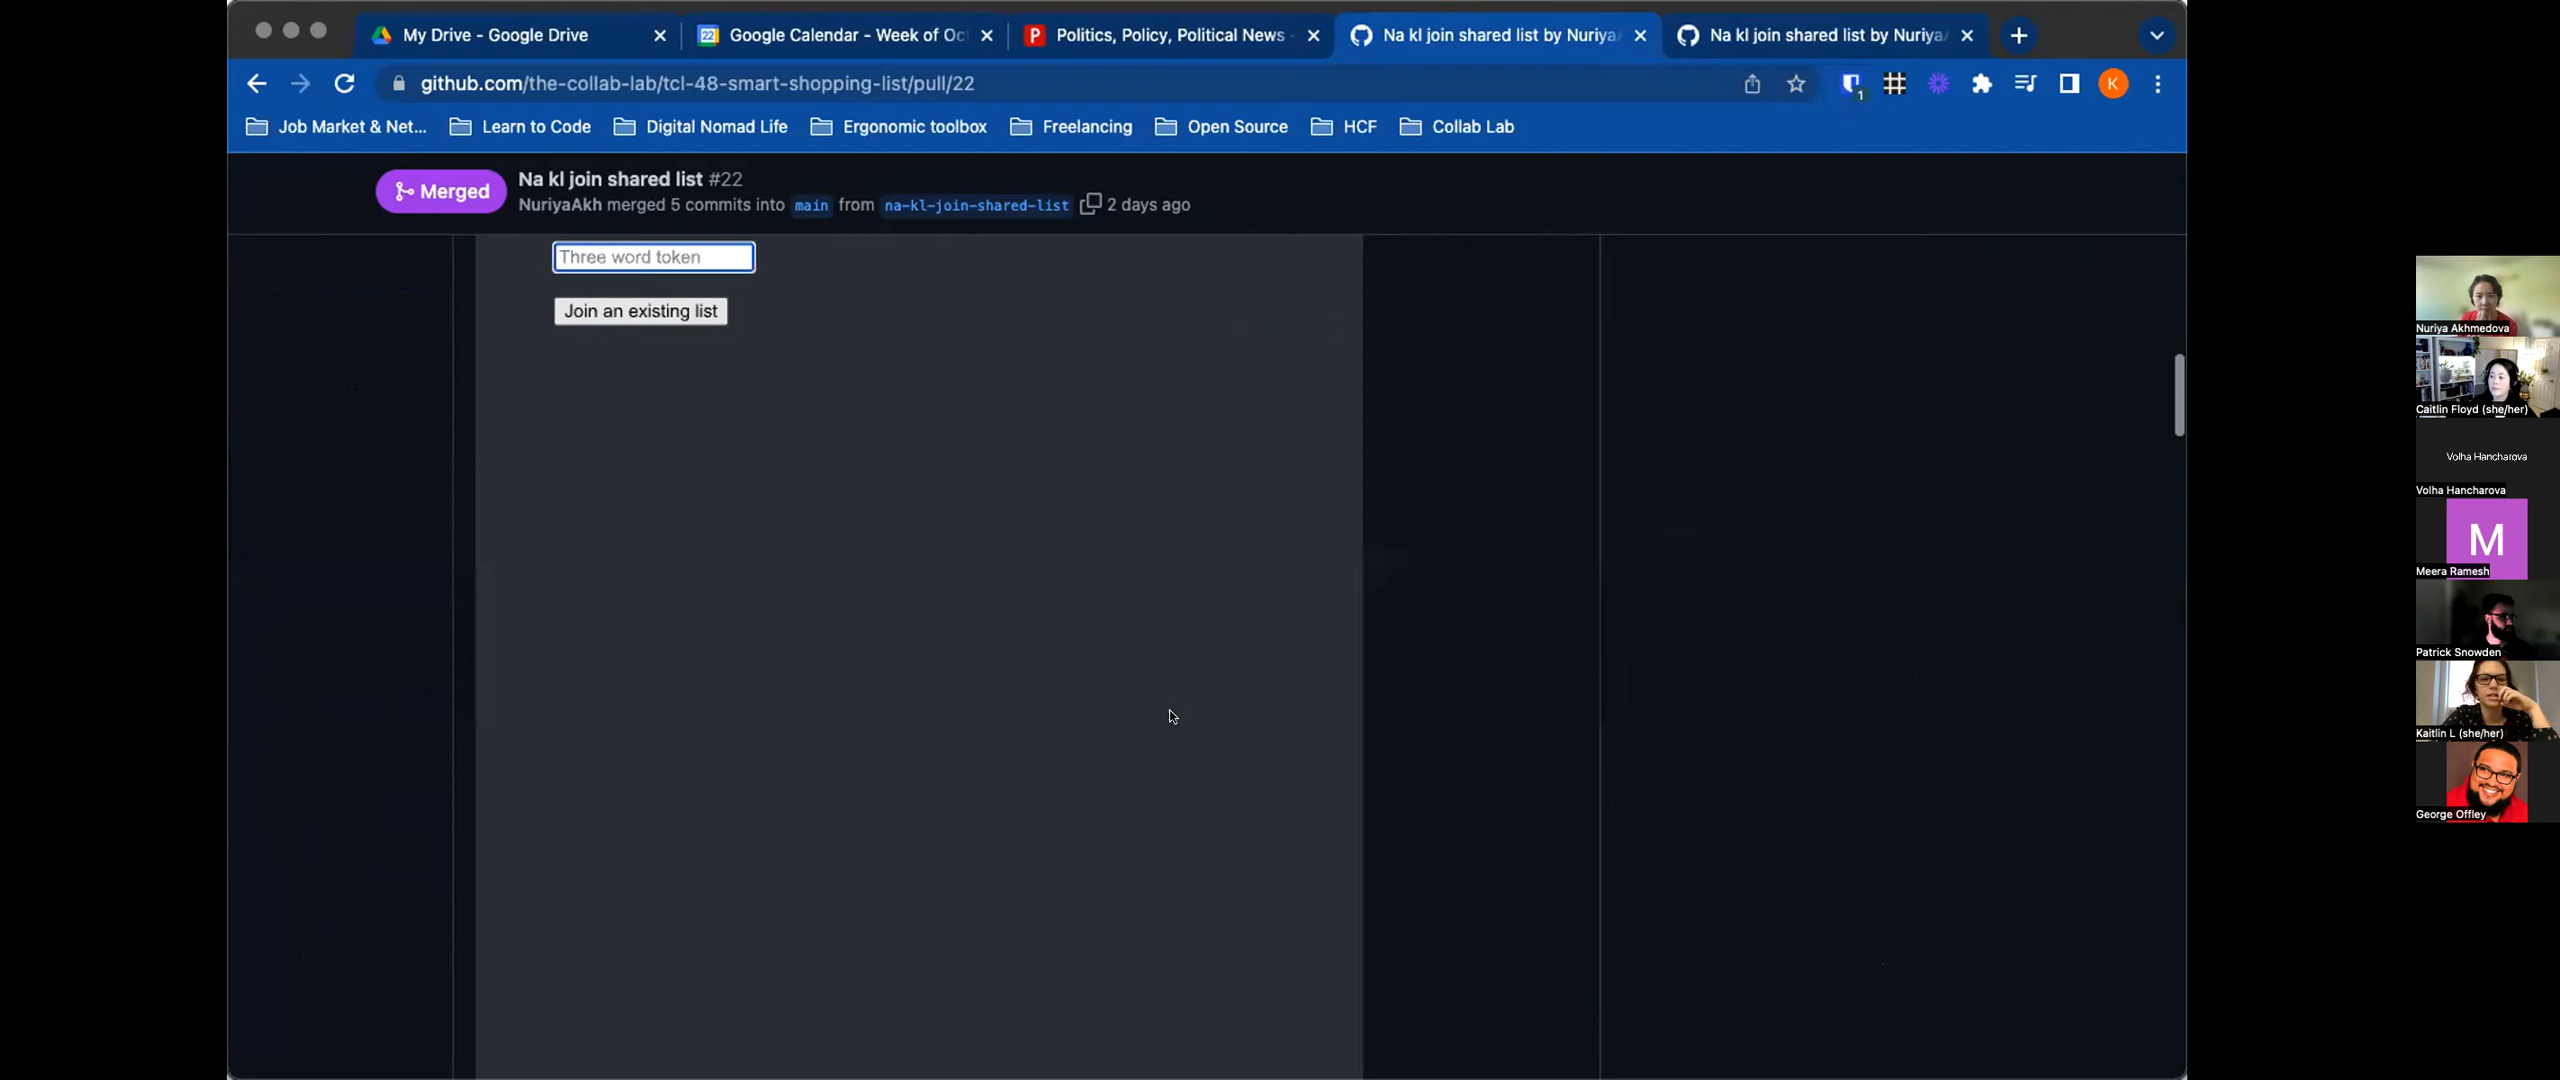 My Drive - Google Drive
22
Google Calendar - Week of Oc
P
Politics, Policy, Political News -
Na kl join shared list by Nuriya
Na kl join shared list by Nuriya
github.com/the-collab-lab/tcl-48-smart-shopping-list/pull/22
1
K
Job Market & Net...
Learn to Code
Digital Nomad Life
Ergonomic toolbox
Freelancing
Open Source
HCF
Collab Lab
Merged
Na kl join shared list #22
NuriyaAkh merged 5 commits into main from na-kl-join-shared-list 2 days ago
Three word token
Join an existing list
Nuriya Akhmedova
Caitlin Floyd (she/her)
Volha Hancharova
Volha Hancharova
M
Meera Ramesh
Patrick Snowden
Kaitlin L (she/her)
George Offley